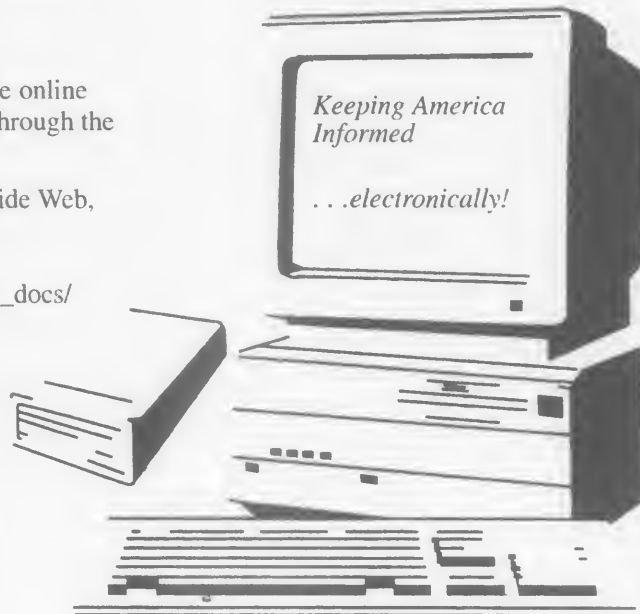 e online
hrough the
ide Web,
_docs/
Keeping America
Informed
. . .electronically!